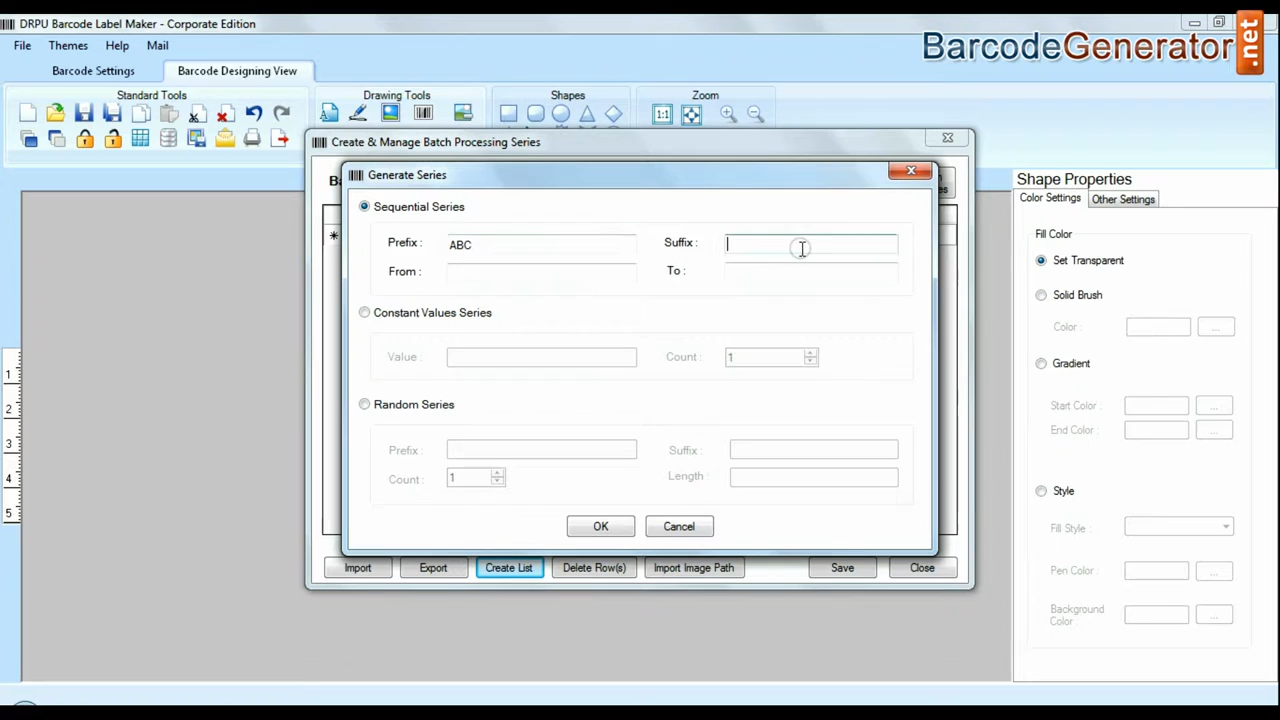 DRPU Barcode Label Maker - Corporate Edition
BarcodeGenerator.net
File Themes Help Mail
Barcode Settings Barcode Designing View
Standard Tools Drawing Tools Shapes Zoom
1:1
Create & Manage Batch Processing Series
Generate Series
Sequential Series
Prefix : ABC Suffix :
From : To :
Constant Values Series
Value : Count : 1
Random Series
Prefix : Suffix :
Count : 1 Length :
OK Cancel
Import Export Create List Delete Row(s) Import Image Path Save Close
Shape Properties
Color Settings Other Settings
Fill Color
Set Transparent
Solid Brush
Color : ...
Gradient
Start Color : ...
End Color : ...
Style
Fill Style :
Pen Color : ...
Background
Color : ...
1
2
3
4
5